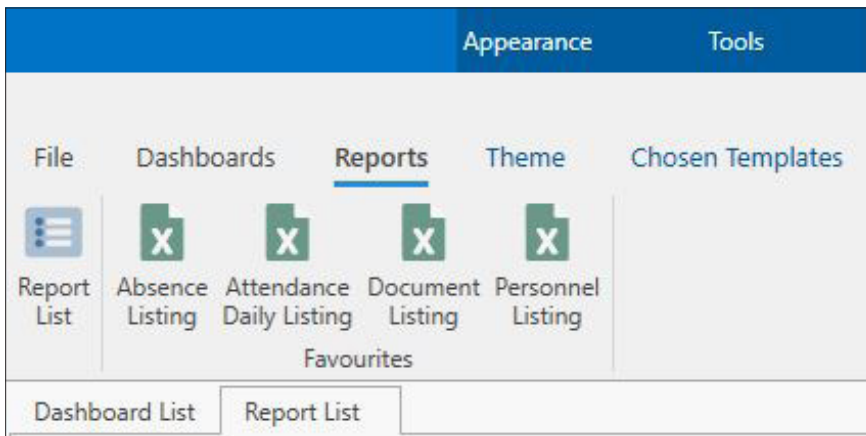 Appearance Tools
File Dashboards Reports Theme Chosen Templates
Report Absence Attendance Document Personnel
List Listing Daily Listing Listing Listing
Favourites
Dashboard List Report List